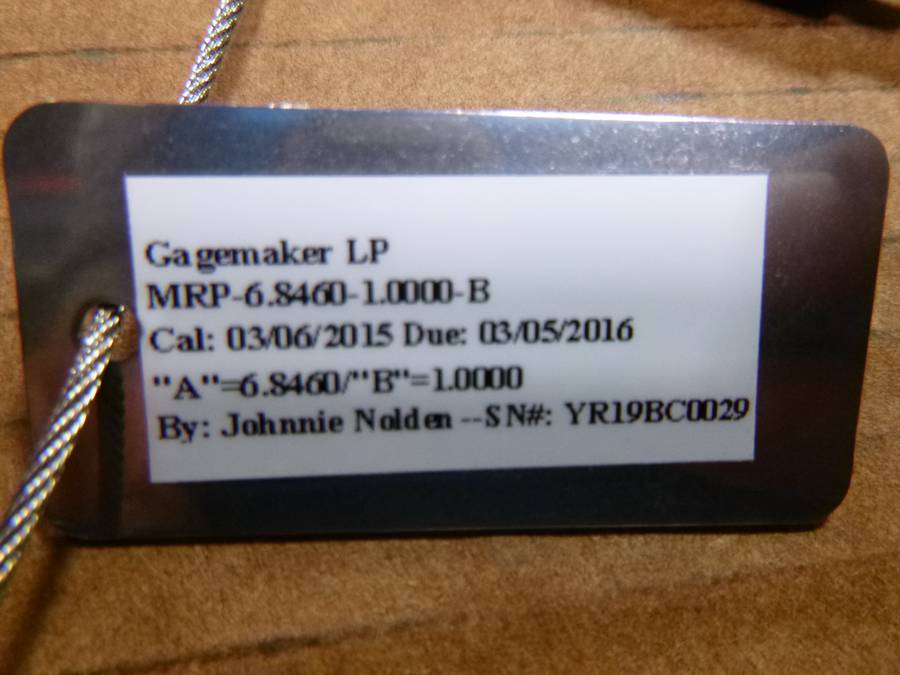 Gagemaker LP
MRP-6.8460-1.0000-B
Cal: 03/06/2015 Due: 03/05/2016
"A"=6.8460/"B"=1.0000
By: Johnnie Nolden --SN#: YR19BC0029